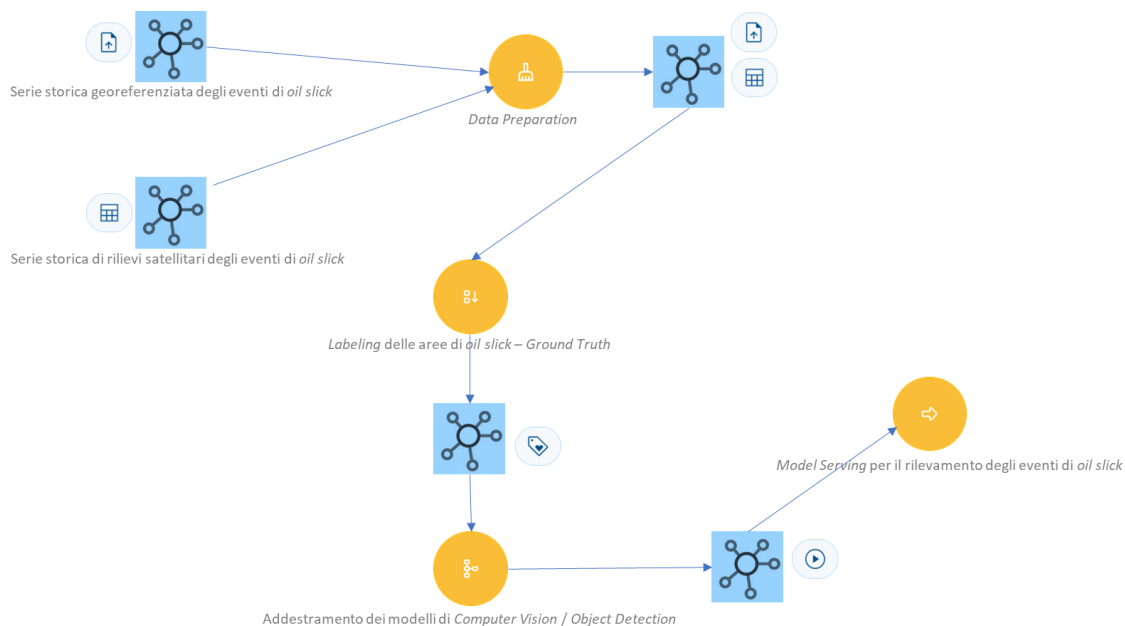 Serie storica georeferenziata degli eventi di oil slick
Data Preparation
Serie storica di rilievi satellitari degli eventi di oil slick
Labeling delle aree di oil slick – Ground Truth
Model Serving per il rilevamento degli eventi di oil slick
Addestramento dei modelli di Computer Vision / Object Detection